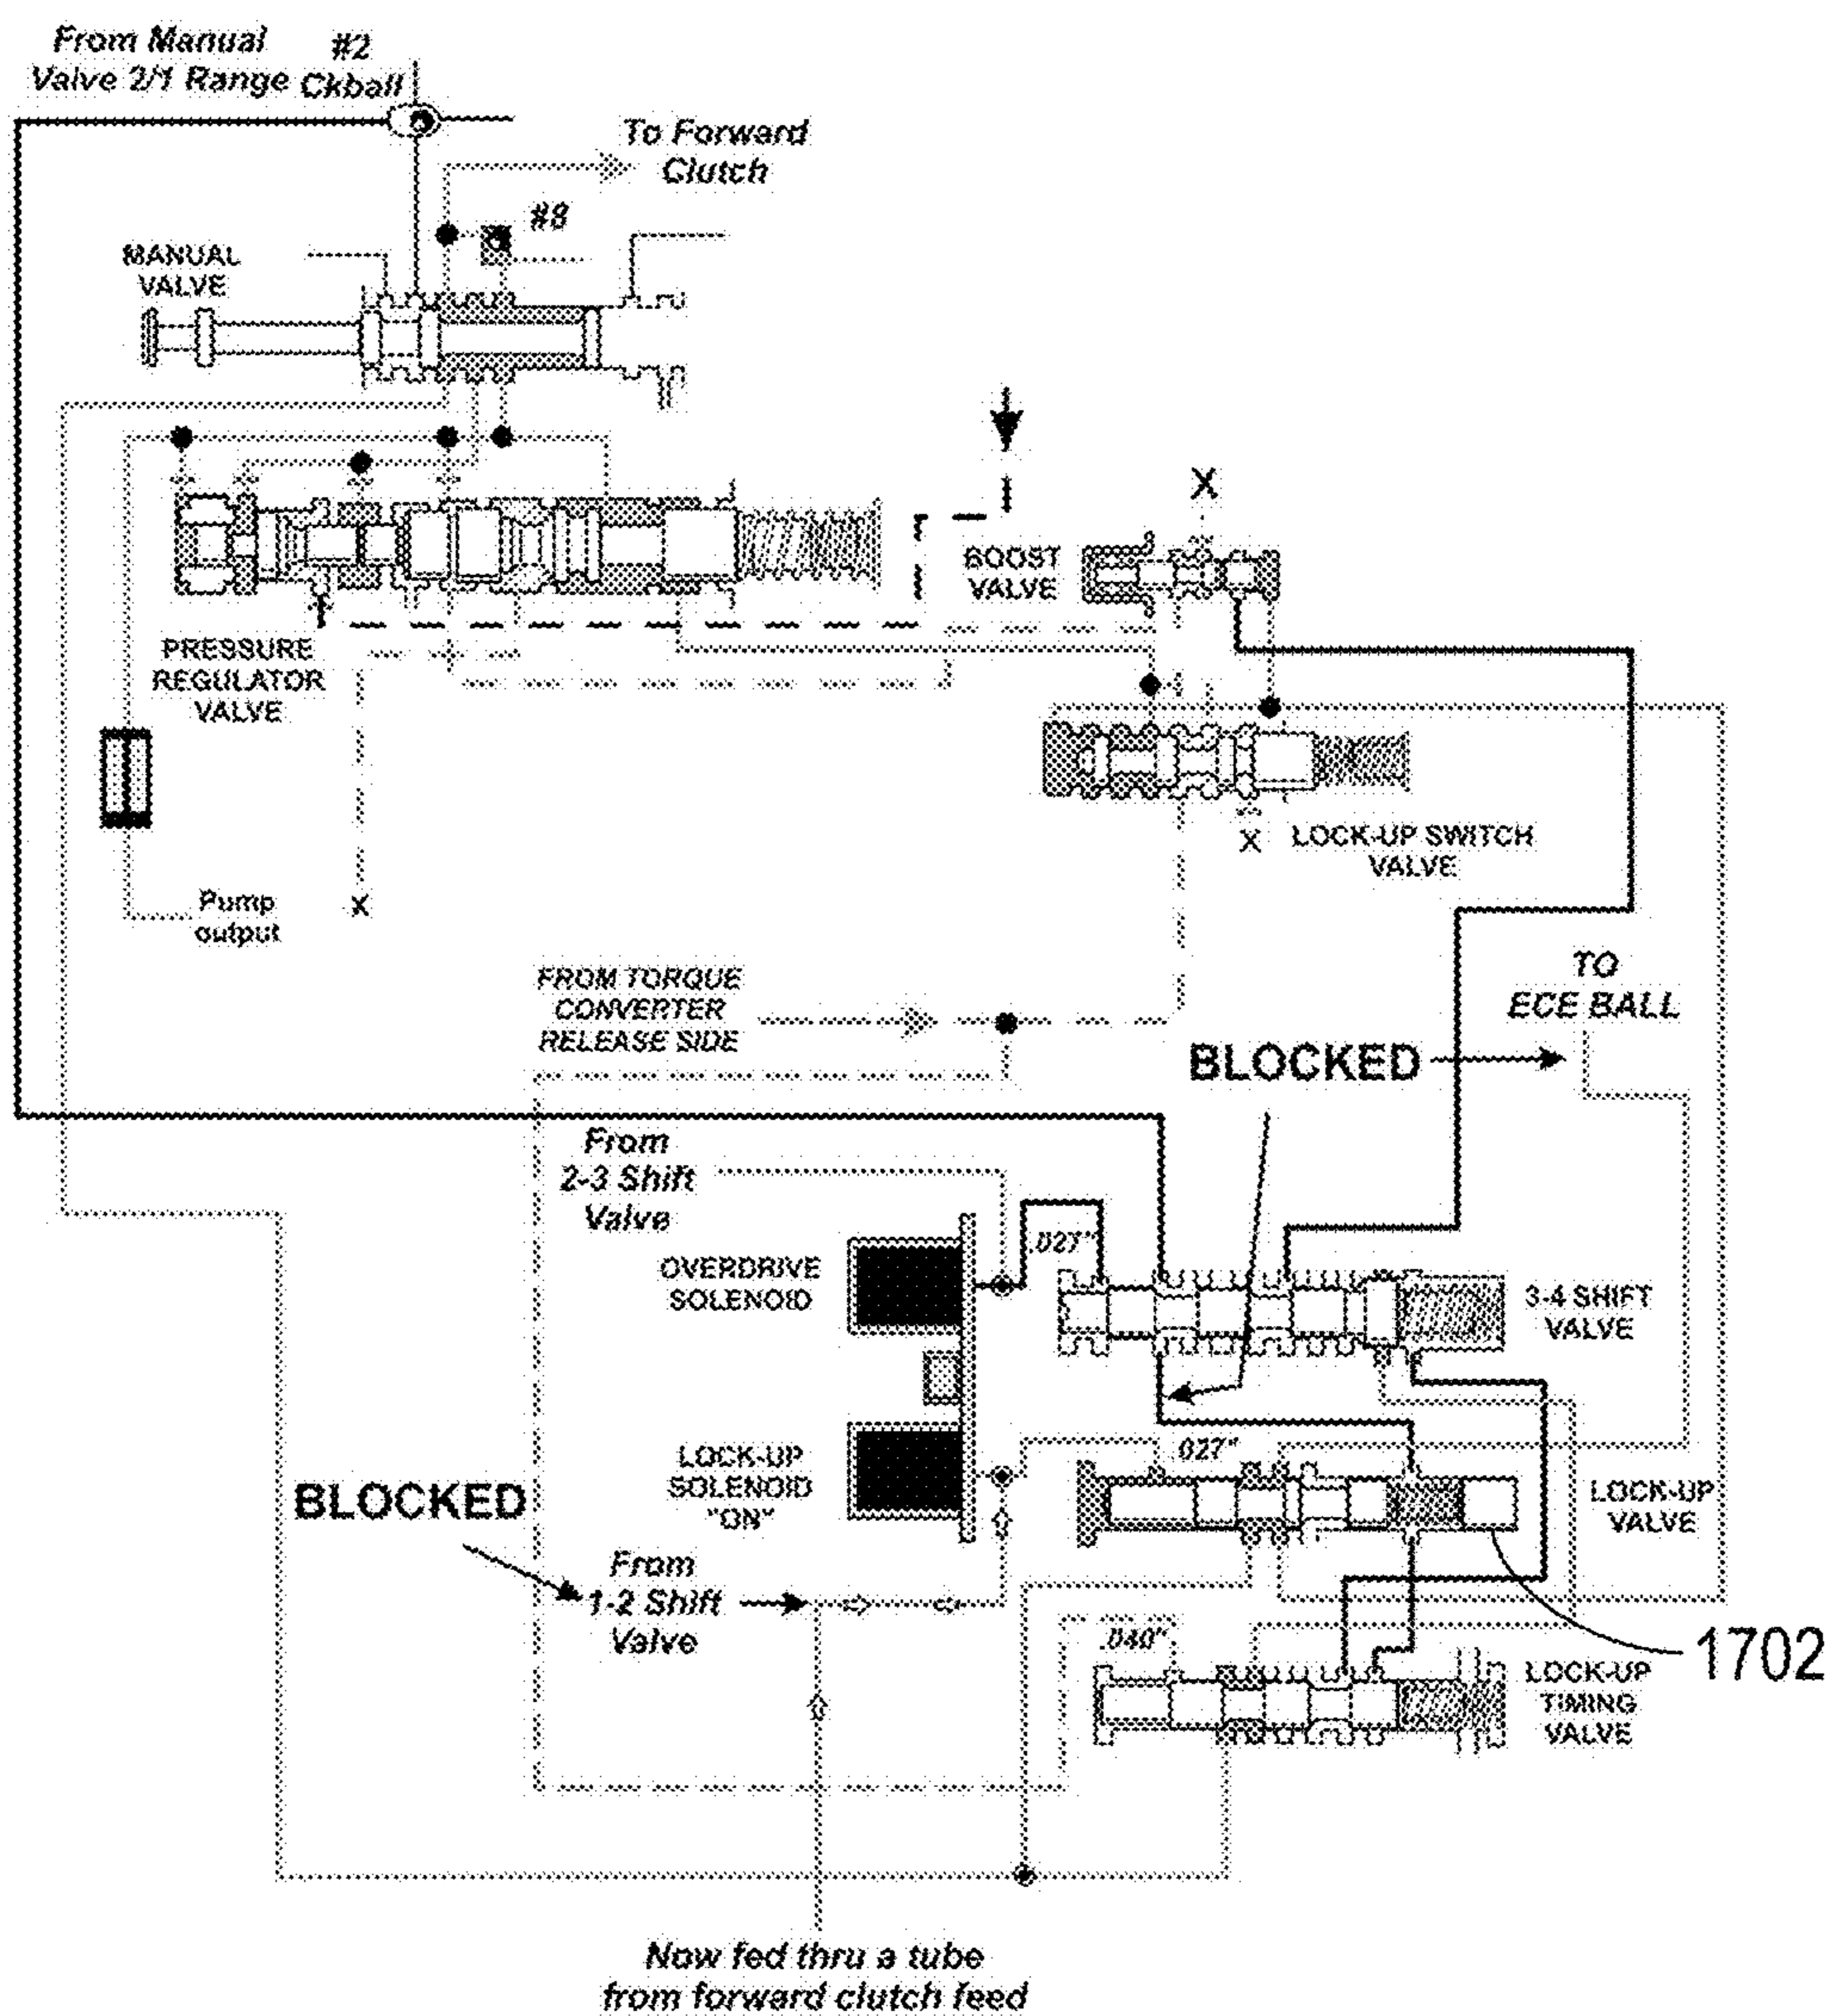 From Manual
Valve 2/1 Range
#2
Ckball
To Forward
Clutch
#8
MANUAL
VALVE
X
BOOST
VALVE
PRESSURE
REGULATOR
VALVE
X
LOCK-UP SWITCH
VALVE
Pump
output
X
FROM TORQUE
CONVERTER
RELEASE SIDE
TO
ECE BALL
BLOCKED
From
2-3 Shift
Valve
.027"
OVERDRIVE
SOLENOID
3-4 SHIFT
VALVE
.027"
LOCK-UP
SOLENOID
"ON"
BLOCKED
LOCK-UP
VALVE
From
1-2 Shift
Valve
.040"
1702
LOCK-UP
TIMING
VALVE
Now fed thru a tube
from forward clutch feed